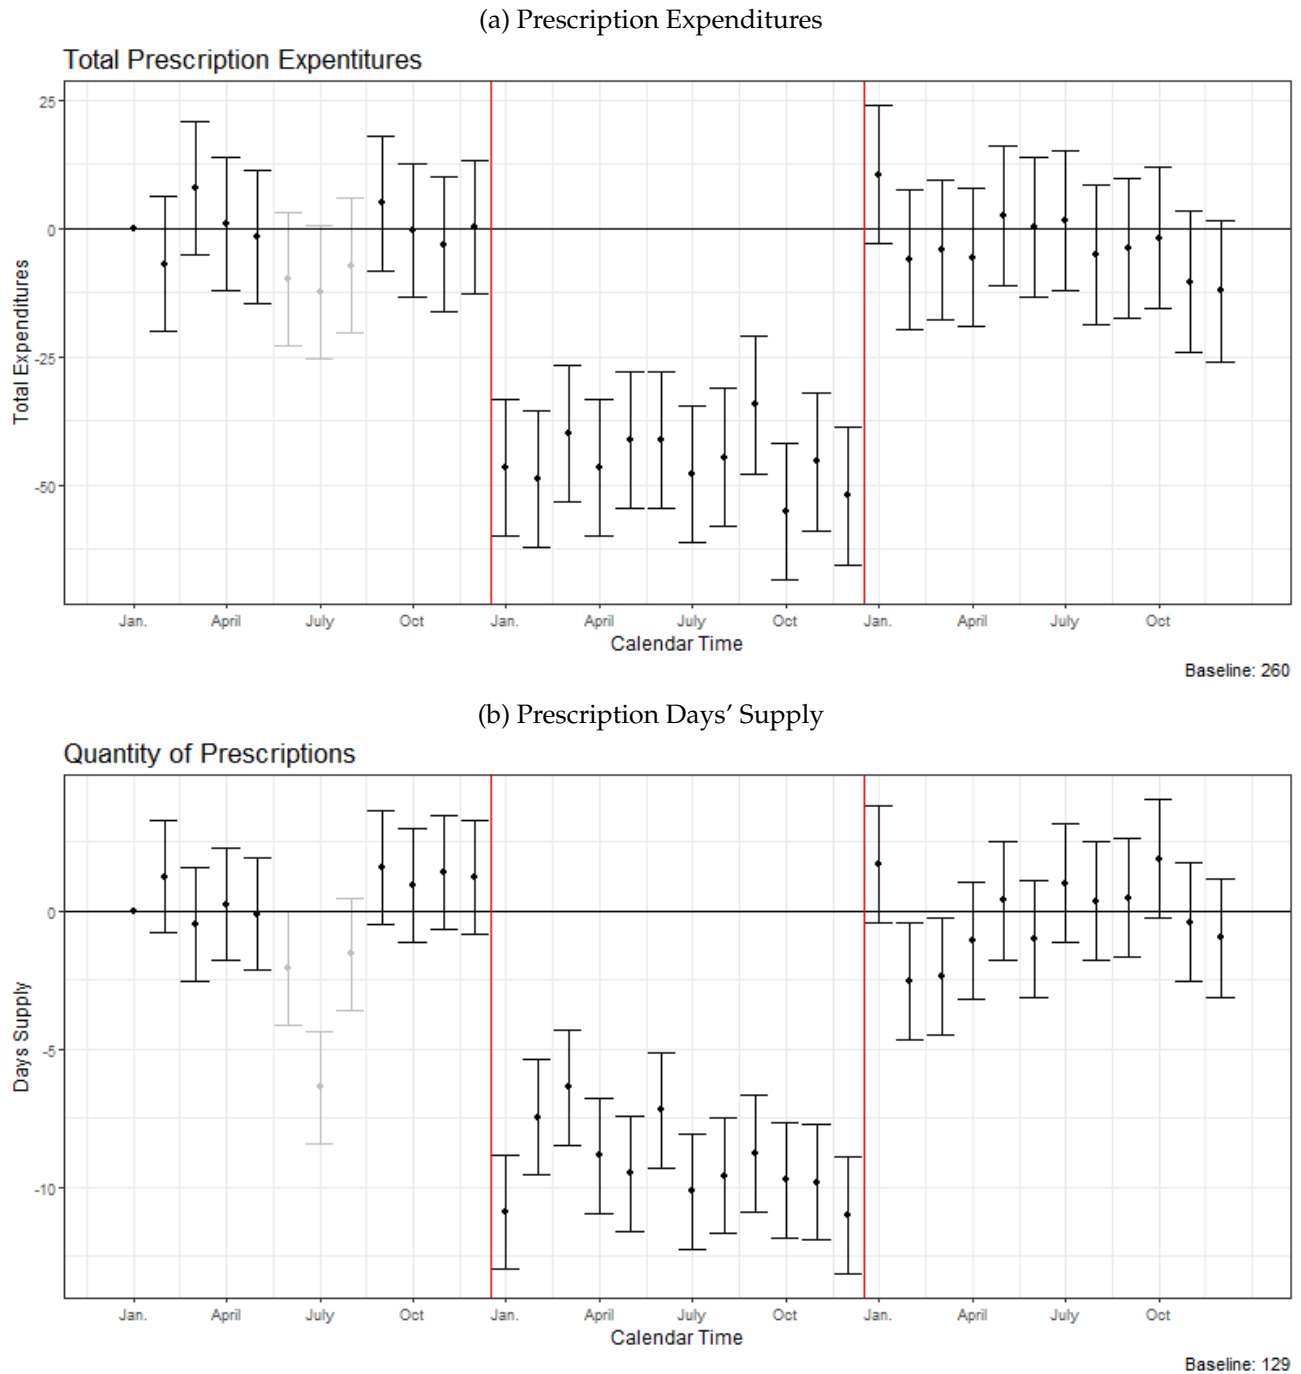 (a) Prescription Expenditures
Total Prescription Expentitures
Total Expenditures
25
0
-25
-50
Jan. April July Oct Jan. April July Oct Jan. April July Oct
Calendar Time
Baseline: 260
(b) Prescription Days’ Supply
Quantity of Prescriptions
Days Supply
0
-5
-10
Jan. April July Oct Jan. April July Oct Jan. April July Oct
Calendar Time
Baseline: 129